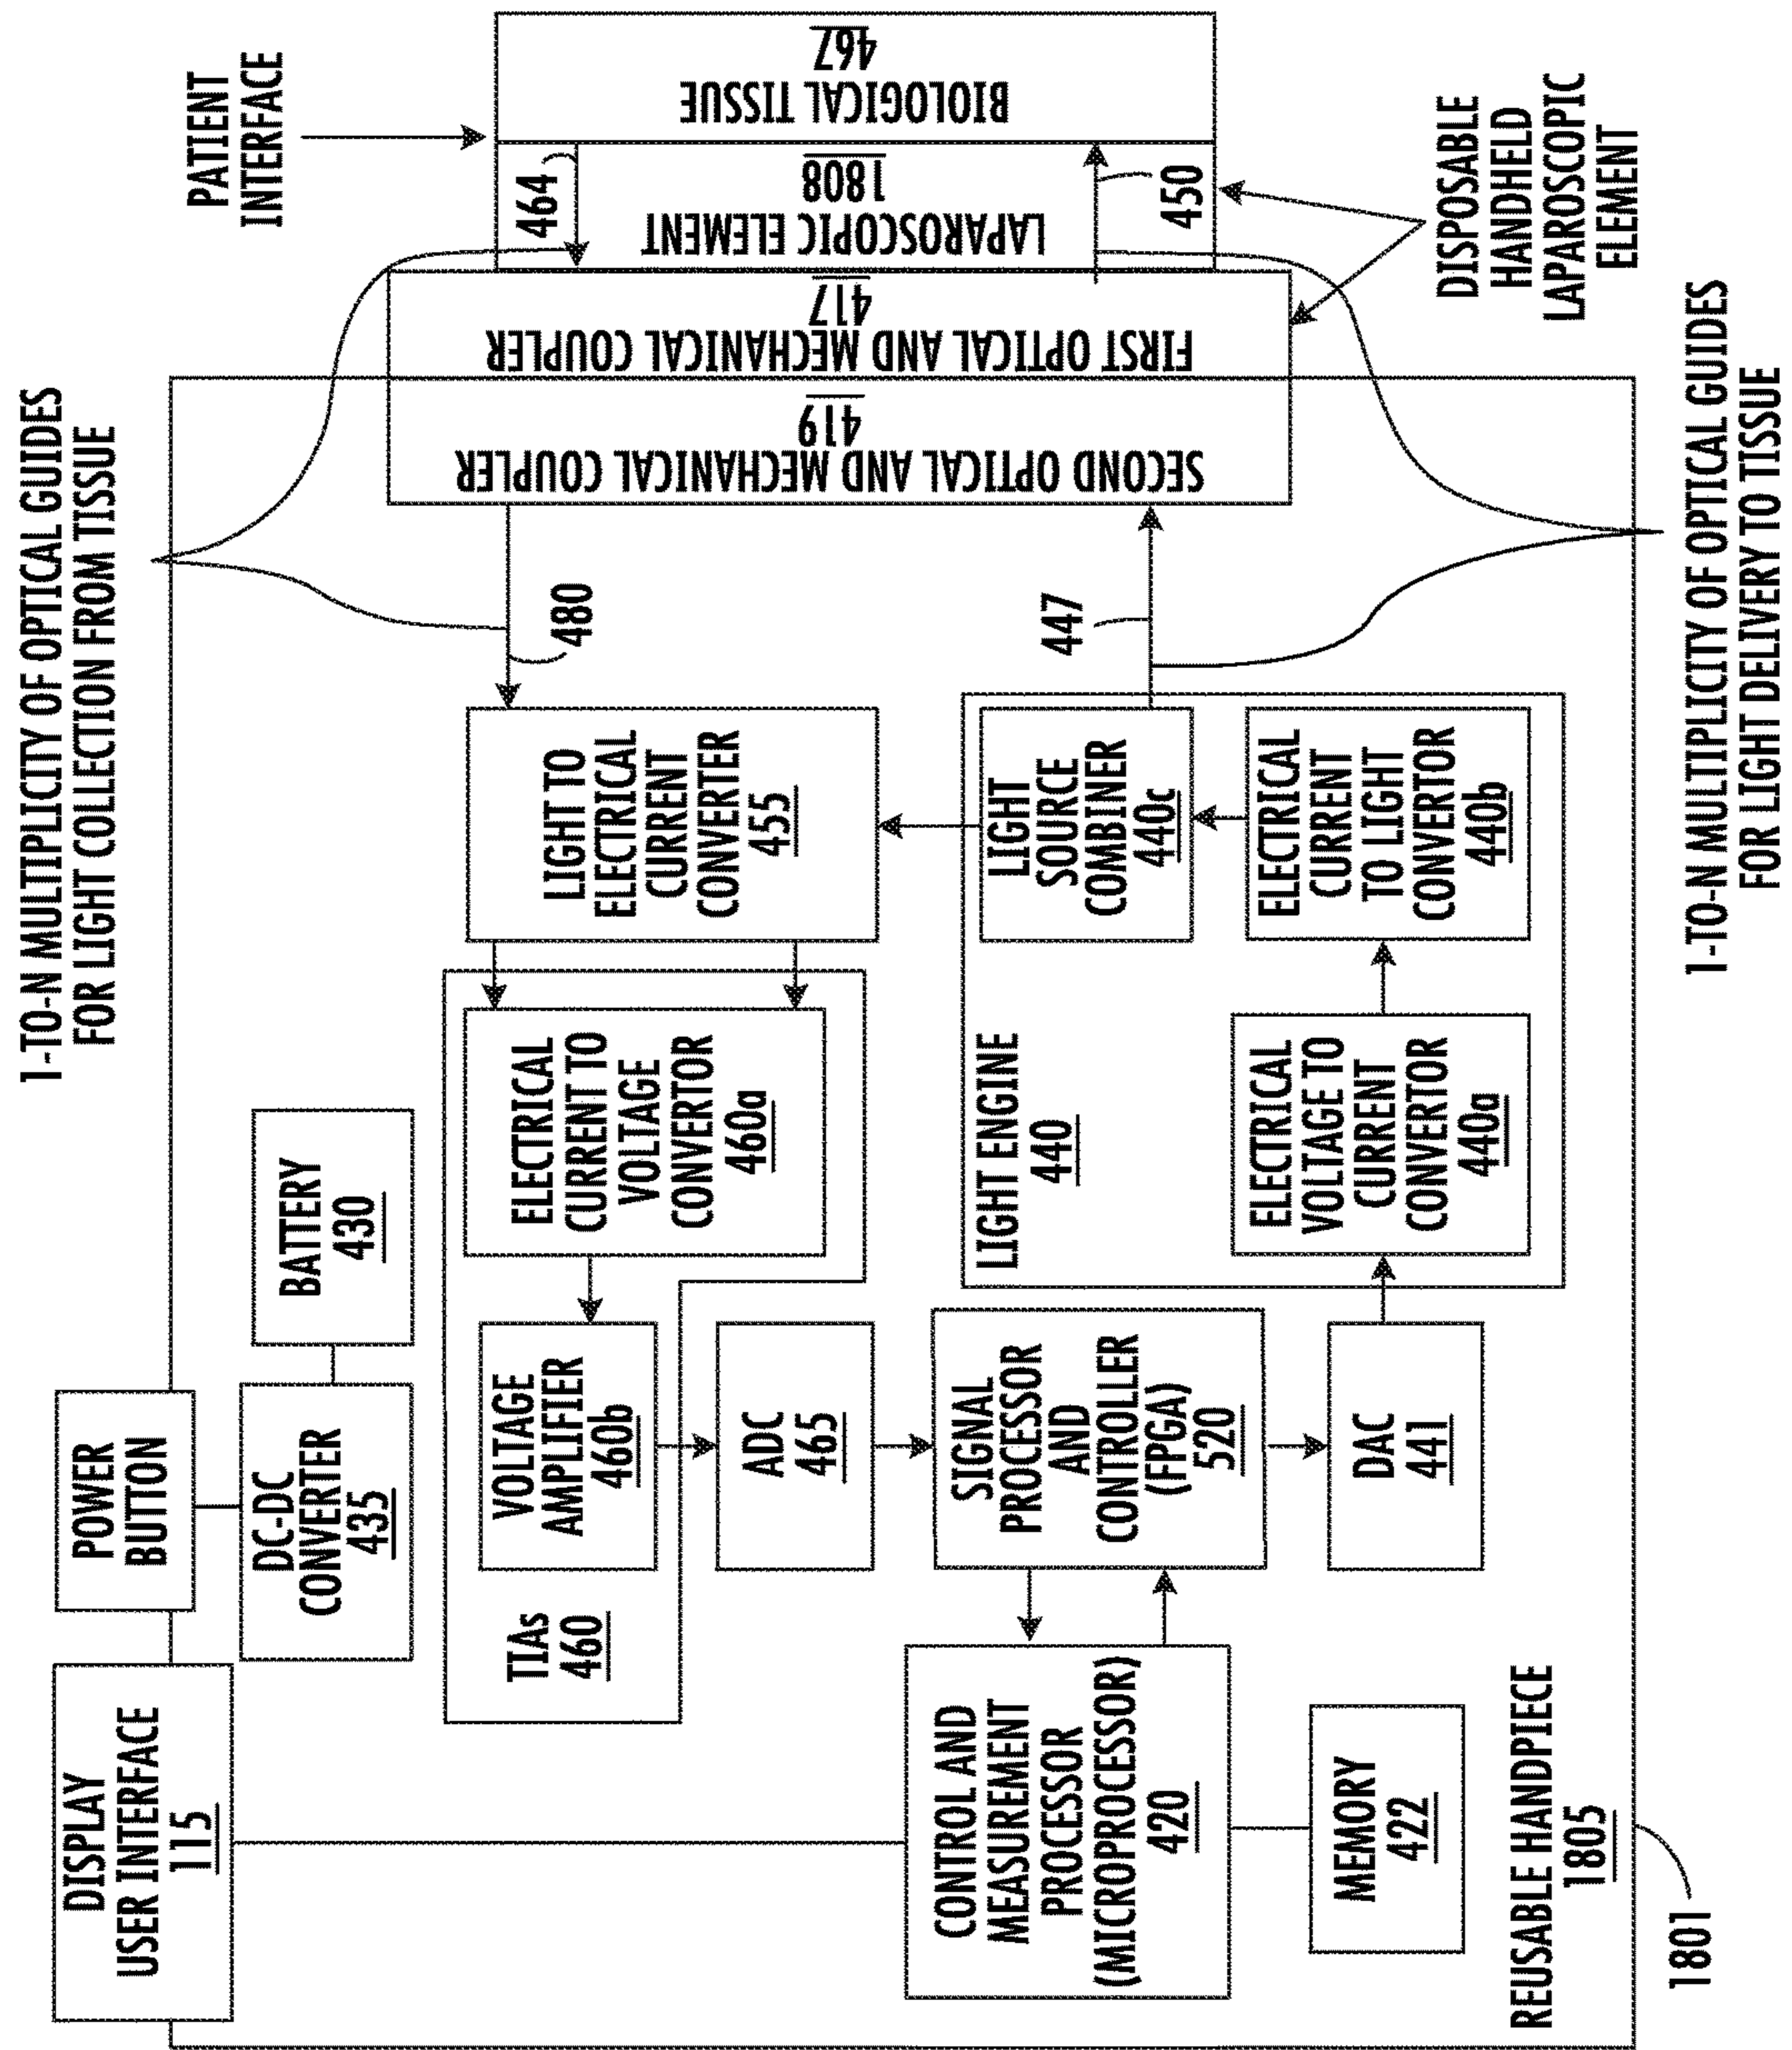 1-TO-N MULTIPLICITY OF OPTICAL GUIDES
FOR LIGHT COLLECTION FROM TISSUE
DISPLAY
USER INTERFACE
115
POWER
BUTTON
DC-DC
CONVERTER
435
BATTERY
430
TIAs
460
VOLTAGE
AMPLIFIER
460b
ELECTRICAL
CURRENT TO
VOLTAGE
CONVERTOR
460a
LIGHT TO
ELECTRICAL
CURRENT
CONVERTER
455
480
ADC
465
SIGNAL
PROCESSOR
AND
CONTROLLER
(FPGA)
520
DAC
441
CONTROL AND
MEASUREMENT
PROCESSOR
(MICROPROCESSOR)
420
MEMORY
422
LIGHT ENGINE
440
ELECTRICAL
VOLTAGE TO
CURRENT
CONVERTOR
440a
ELECTRICAL
CURRENT
TO LIGHT
CONVERTOR
440b
LIGHT
SOURCE
COMBINER
440c
447
SECOND OPTICAL AND MECHANICAL COUPLER
419
FIRST OPTICAL AND MECHANICAL COUPLER
417
LAPAROSCOPIC ELEMENT
1808
BIOLOGICAL TISSUE
467
464
450
PATIENT
INTERFACE
DISPOSABLE
HANDHELD
LAPAROSCOPIC
ELEMENT
REUSABLE HANDPIECE
1805
1801
1-TO-N MULTIPLICITY OF OPTICAL GUIDES
FOR LIGHT DELIVERY TO TISSUE